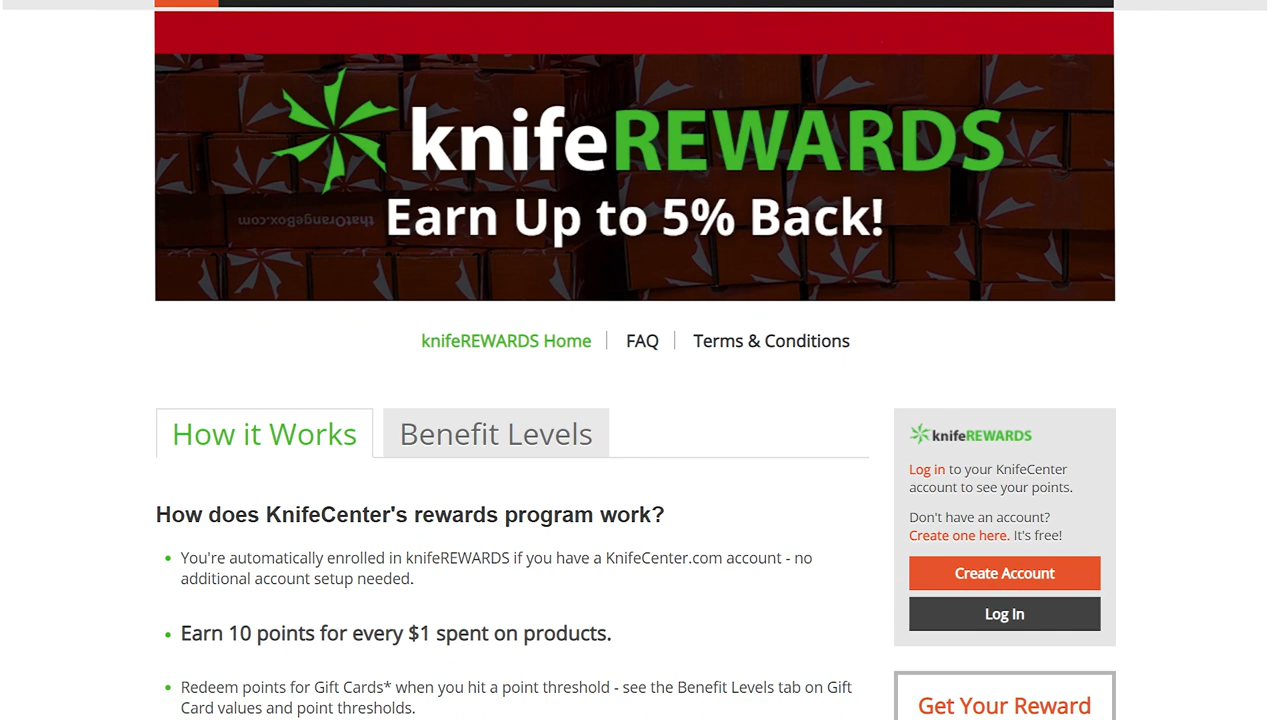 knifeREWARDS
thatOrangeBox.com
Earn Up to 5% Back!
knifeREWARDS Home
FAQ
Terms & Conditions
How it Works
Benefit Levels
knifeREWARDS
Log in to your KnifeCenter
account to see your points.
Don't have an account?
Create one here. It's free!
Create Account
Log In
Get Your Reward
How does KnifeCenter's rewards program work?
• You're automatically enrolled in knifeREWARDS if you have a KnifeCenter.com account - no
additional account setup needed.
• Earn 10 points for every $1 spent on products.
• Redeem points for Gift Cards* when you hit a point threshold - see the Benefit Levels tab on Gift
Card values and point thresholds.